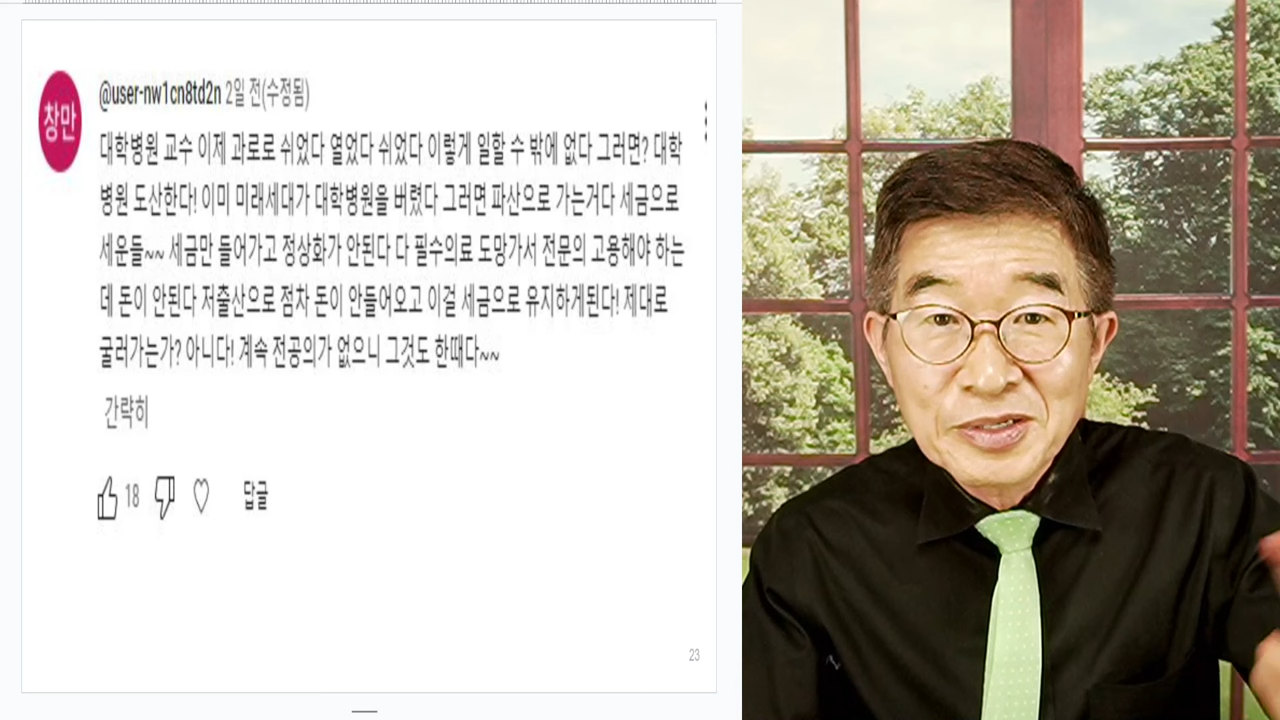 창만
@user-nw1cn8td2n 2일 전(수정됨)
대학병원 교수 이제 과로로 쉬었다 열었다 쉬었다 이렇게 일할 수 밖에 없다 그러면? 대학
병원 도산한다! 이미 미래세대가 대학병원을 버렸다 그러면 파산으로 가는거다 세금으로
세운들~~ 세금만 들어가고 정상화가 안된다 다 필수의료 도망가서 전문의 고용해야 하는
데 돈이 안된다 저출산으로 점차 돈이 안들어오고 이걸 세금으로 유지하게된다! 제대로
굴러가는가? 아니다! 계속 전공의가 없으니 그것도 한때다~~
간략히
18 답글
23